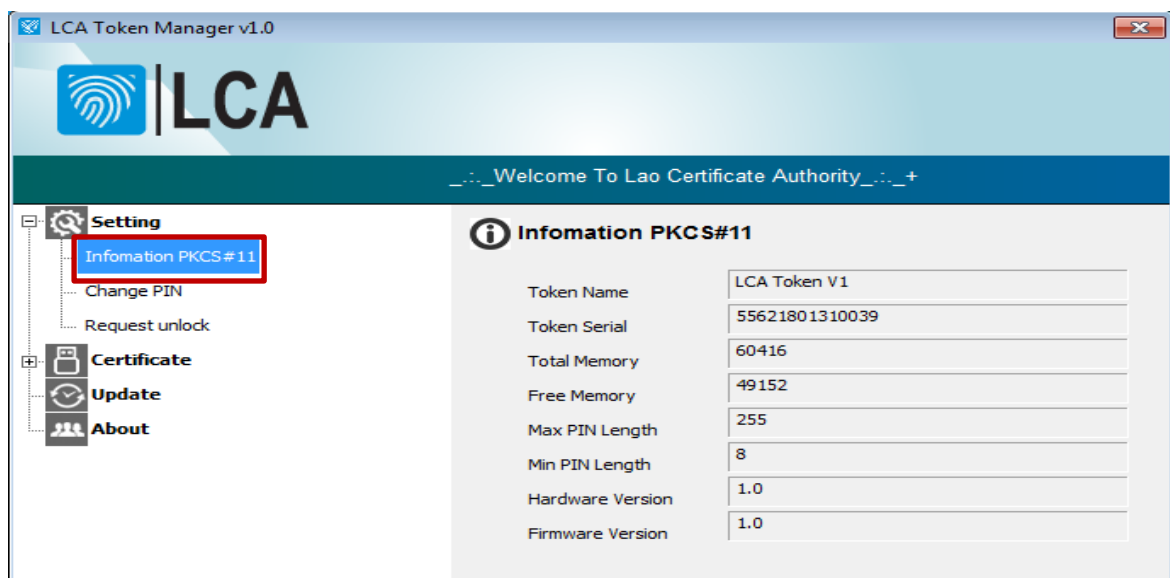 LCA Token Manager v1.0
LCA
_.:._Welcome To Lao Certificate Authority_.:._+
Setting
Infomation PKCS#11
Change PIN
Request unlock
Certificate
Update
About
Infomation PKCS#11
Token Name LCA Token V1
Token Serial 55621801310039
Total Memory 60416
Free Memory 49152
Max PIN Length 255
Min PIN Length 8
Hardware Version 1.0
Firmware Version 1.0